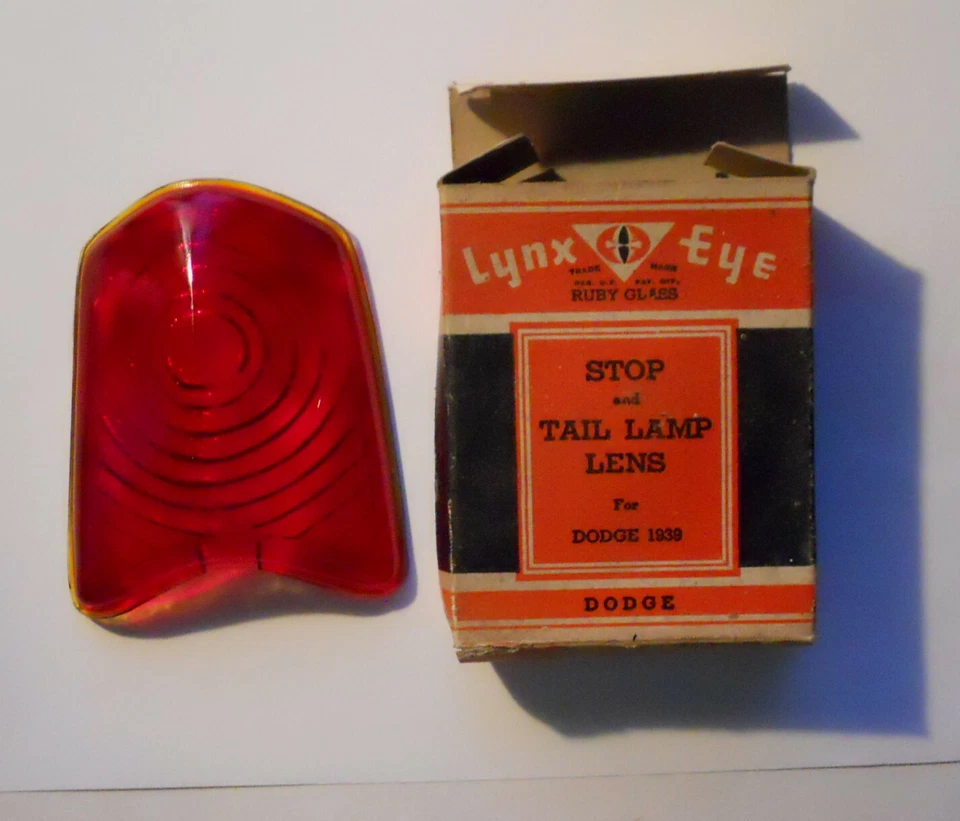 Lynx Eye
TRADE MARK
REG. U.S. PAT. OFF.
RUBY GLASS
STOP
and
TAIL LAMP
LENS
For
DODGE 1939
DODGE